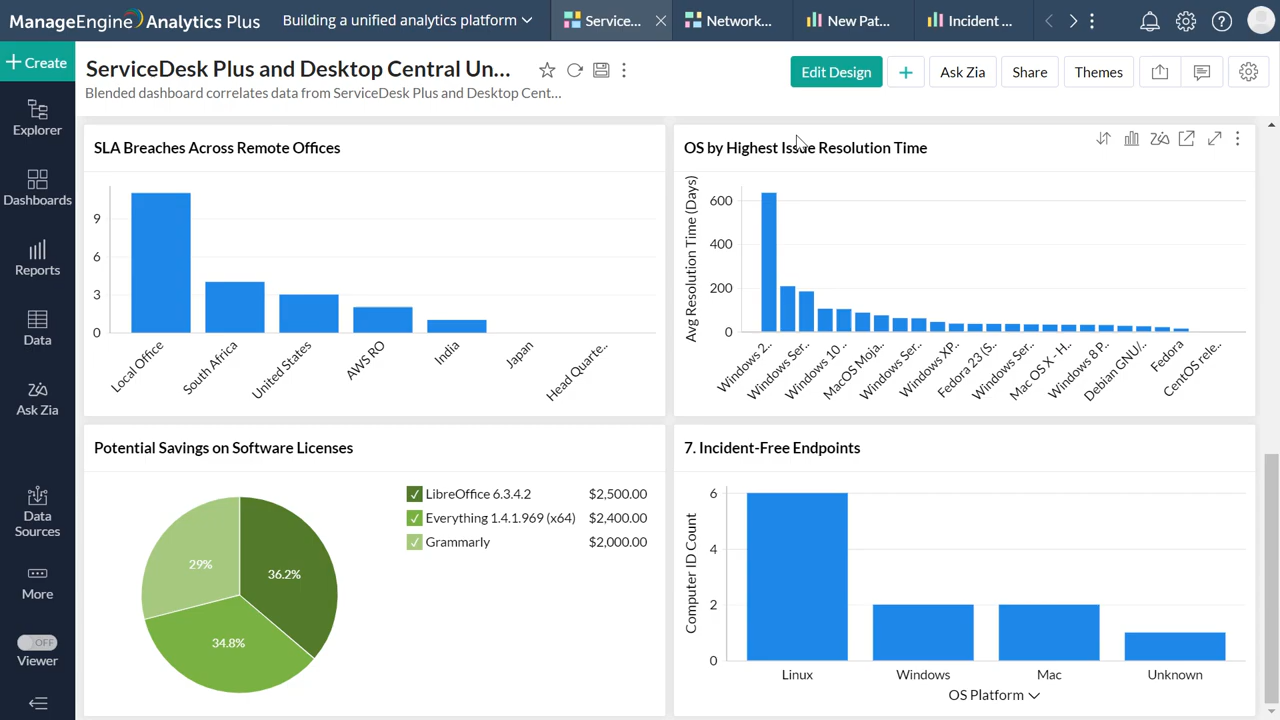 ManageEngine Analytics Plus
Building a unified analytics platform
Service...
Network...
New Pat...
Incident ...
Create
Explorer
Dashboards
Reports
Data
Ask Zia
Data Sources
More
OFF
Viewer
ServiceDesk Plus and Desktop Central Un...
Blended dashboard correlates data from ServiceDesk Plus and Desktop Cent...
Edit Design
Ask Zia
Share
Themes
SLA Breaches Across Remote Offices
9
6
3
0
Local Office
South Africa
United States
AWS RO
India
Japan
Head Quarte..
OS by Highest Issue Resolution Time
Avg Resolution Time (Days)
600
400
200
0
Windows 2..
Windows Ser..
Windows 10 ..
MacOS Moja..
Windows Ser..
Windows XP..
Fedora 23 (S..
Windows Ser..
Mac OS X - H..
Windows 8 P..
Debian GNU/..
Fedora
CentOS rele..
Potential Savings on Software Licenses
29%
36.2%
34.8%
LibreOffice 6.3.4.2 $2,500.00
Everything 1.4.1.969 (x64) $2,400.00
Grammarly $2,000.00
7. Incident-Free Endpoints
Computer ID Count
6
4
2
0
Linux
Windows
Mac
Unknown
OS Platform